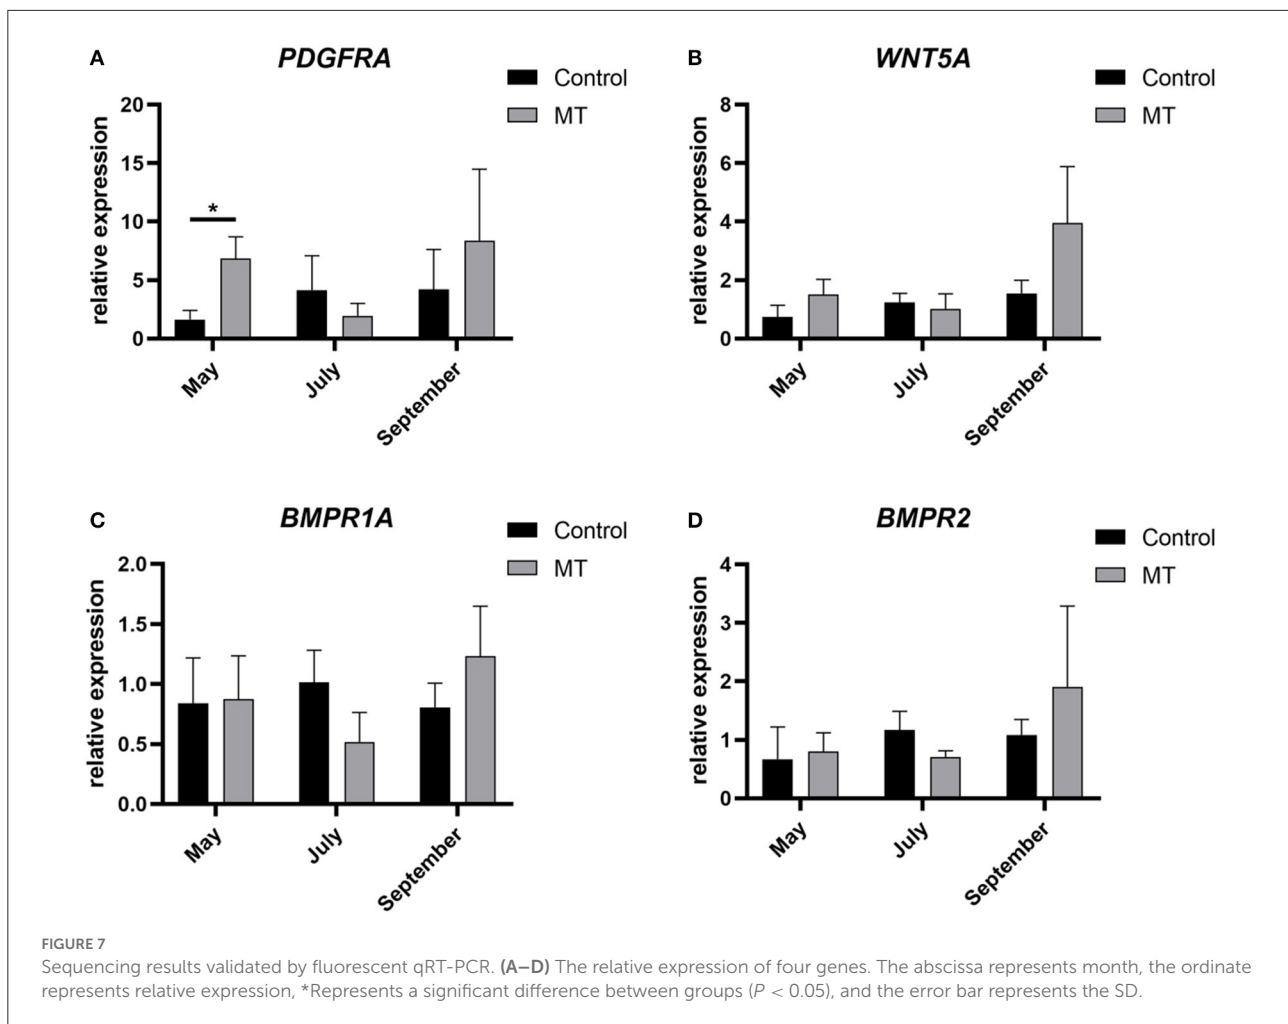 A
PDGFRA
Control
MT
relative expression
20
15
10
5
0
*
May
July
September
B
WNT5A
Control
MT
relative expression
8
6
4
2
0
May
July
September
C
BMPR1A
Control
MT
relative expression
2.0
1.5
1.0
0.5
0.0
May
July
September
D
BMPR2
Control
MT
relative expression
4
3
2
1
0
May
July
September
FIGURE 7
Sequencing results validated by fluorescent qRT-PCR. (A–D) The relative expression of four genes. The abscissa represents month, the ordinate
represents relative expression, *Represents a significant difference between groups (P < 0.05), and the error bar represents the SD.